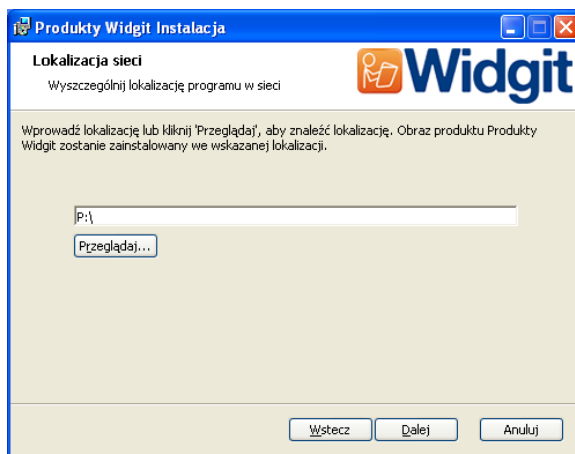 Produkty Widgit Instalacja
Lokalizacja sieci
Wyszczególnij lokalizację programu w sieci
Widgit
Wprowadź lokalizację lub kliknij 'Przeglądaj', aby znaleźć lokalizację. Obraz produktu Produkty
Widgit zostanie zainstalowany we wskazanej lokalizacji.
P:\
Przeglądaj...
Wstecz
Dalej
Anuluj